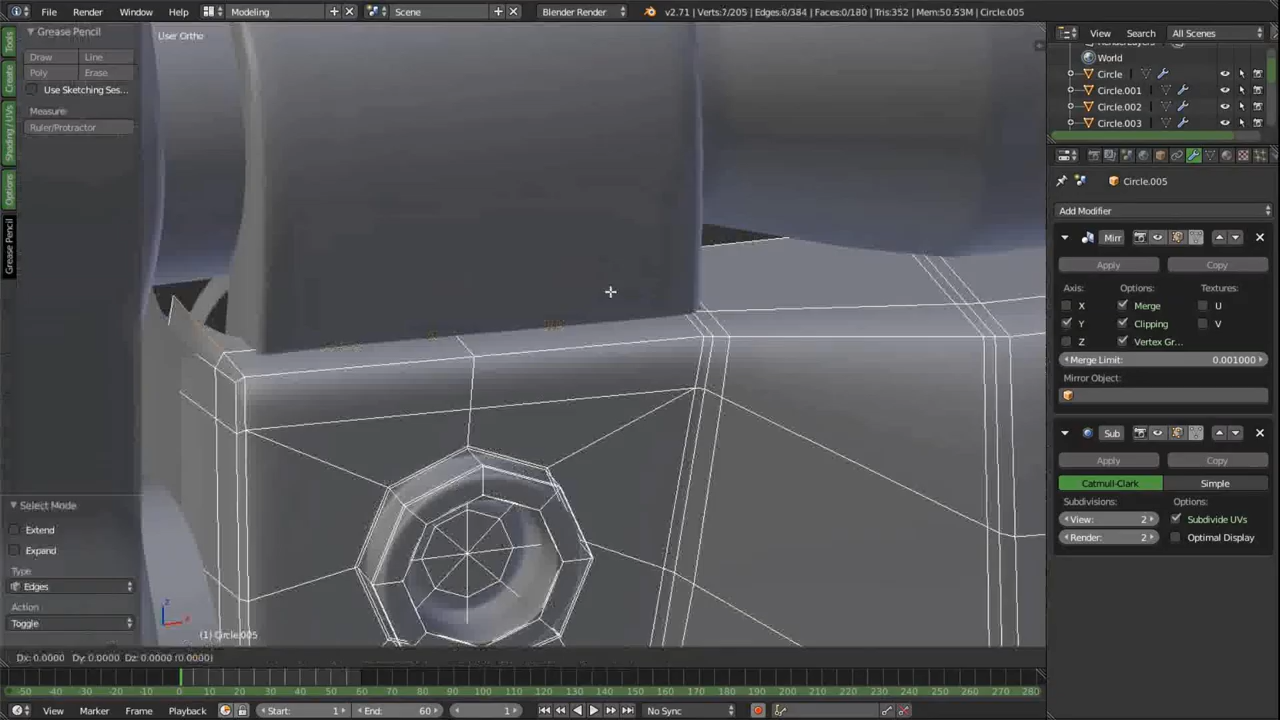 File Render Window Help Modeling Scene Blender Render v2.71 | Verts:7/205 | Edges:6/384 | Faces:0/180 | Tris:352 | Mem:50.53M | Circle.005
Grease Pencil
Draw Line
Poly Erase
Use Sketching Ses...
Measure:
Ruler/Protractor
Tools
Create
Shading / UVs
Options
Grease Pencil
Select Mode
Extend
Expand
Type
Edges
Action
Toggle
User Ortho
(1) Circle.005
Dx: 0.0000 Dy: 0.0000 Dz: 0.0000 (0.0000)
View Search All Scenes
World
Circle
Circle.001
Circle.002
Circle.003
Circle.005
Add Modifier
Mirr
Apply Copy
Axis: Options: Textures:
X Merge U
Y Clipping V
Z Vertex Gr...
Merge Limit: 0.001000
Mirror Object:
Sub
Apply Copy
Catmull-Clark Simple
Subdivisions: Options:
View: 2 Subdivide UVs
Render: 2 Optimal Display
-50 -40 -30 -20 -10 0 10 20 30 40 50 60 70 80 90 100 110 120 130 140 150 160 170 180 190 200 210 220 230 240 250 260 270 280
View Marker Frame Playback Start: 1 End: 60 1 No Sync